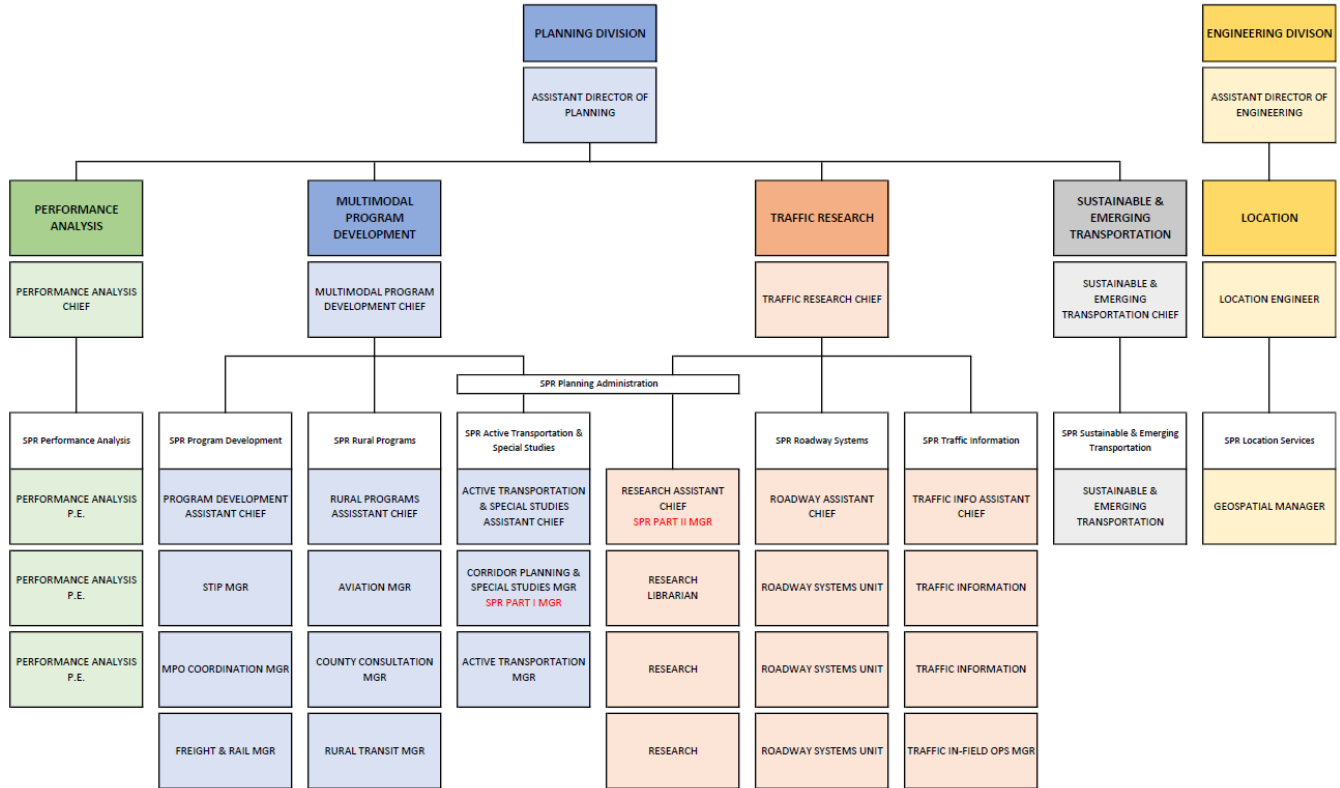 PLANNING DIVISION
ENGINEERING DIVISON
ASSISTANT DIRECTOR OF
PLANNING
ASSISTANT DIRECTOR OF
ENGINEERING
PERFORMANCE
ANALYSIS
MULTIMODAL
PROGRAM
DEVELOPMENT
TRAFFIC RESEARCH
SUSTAINABLE &
EMERGING
TRANSPORTATION
LOCATION
PERFORMANCE ANALYSIS
CHIEF
MULTIMODAL PROGRAM
DEVELOPMENT CHIEF
TRAFFIC RESEARCH CHIEF
SUSTAINABLE &
EMERGING
TRANSPORTATION CHIEF
LOCATION ENGINEER
SPR Planning Administration
SPR Performance Analysis
SPR Program Development
SPR Rural Programs
SPR Active Transportation &
Special Studies
SPR Roadway Systems
SPR Traffic Information
SPR Sustainable & Emerging
Transportation
SPR Location Services
PERFORMANCE ANALYSIS
P.E.
PROGRAM DEVELOPMENT
ASSISTANT CHIEF
RURAL PROGRAMS
ASSISSTANT CHIEF
ACTIVE TRANSPORTATION
& SPECIAL STUDIES
ASSISTANT CHIEF
RESEARCH ASSISTANT
CHIEF
SPR PART II MGR
ROADWAY ASSISTANT
CHIEF
TRAFFIC INFO ASSISTANT
CHIEF
SUSTAINABLE &
EMERGING
TRANSPORTATION
GEOSPATIAL MANAGER
PERFORMANCE ANALYSIS
P.E.
STIP MGR
AVIATION MGR
CORRIDOR PLANNING &
SPECIAL STUDIES MGR
SPR PART I MGR
RESEARCH
LIBRARIAN
ROADWAY SYSTEMS UNIT
TRAFFIC INFORMATION
PERFORMANCE ANALYSIS
P.E.
MPO COORDINATION MGR
COUNTY CONSULTATION
MGR
ACTIVE TRANSPORTATION
MGR
RESEARCH
ROADWAY SYSTEMS UNIT
TRAFFIC INFORMATION
FREIGHT & RAIL MGR
RURAL TRANSIT MGR
RESEARCH
ROADWAY SYSTEMS UNIT
TRAFFIC IN-FIELD OPS MGR